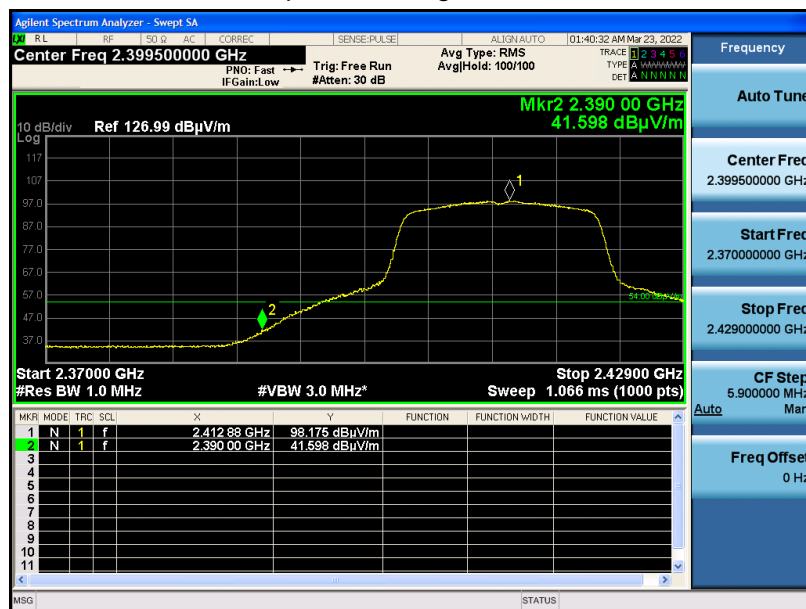 Agilent Spectrum Analyzer - Swept SA
LXI RL RF 50 Ω AC CORREC SENSE:PULSE ALIGN AUTO 01:40:32 AM Mar 23, 2022
Center Freq 2.399500000 GHz
PNO: Fast
IFGain:Low
Trig: Free Run
#Atten: 30 dB
Avg Type: RMS
Avg|Hold: 100/100
TRACE 1 2 3 4 5 6
TYPE A WWWWW
DET A N N N N N
Mkr2 2.390 00 GHz
41.598 dBµV/m
10 dB/div Ref 126.99 dBµV/m
Log
117
107
97.0
87.0
77.0
67.0
57.0
47.0
37.0
1
2
Start 2.37000 GHz Stop 2.42900 GHz
#Res BW 1.0 MHz #VBW 3.0 MHz* Sweep 1.066 ms (1000 pts)
MKR MODE TRC SCL X Y FUNCTION FUNCTION WIDTH FUNCTION VALUE
1 N 1 f 2.412 88 GHz 98.175 dBµV/m
2 N 1 f 2.390 00 GHz 41.598 dBµV/m
3
4
5
6
7
8
9
10
11
MSG STATUS
Frequency
Auto Tune
Center Freq
2.399500000 GHz
Start Freq
2.370000000 GHz
Stop Freq
2.429000000 GHz
CF Step
5.900000 MHz
Auto Man
Freq Offset
0 Hz